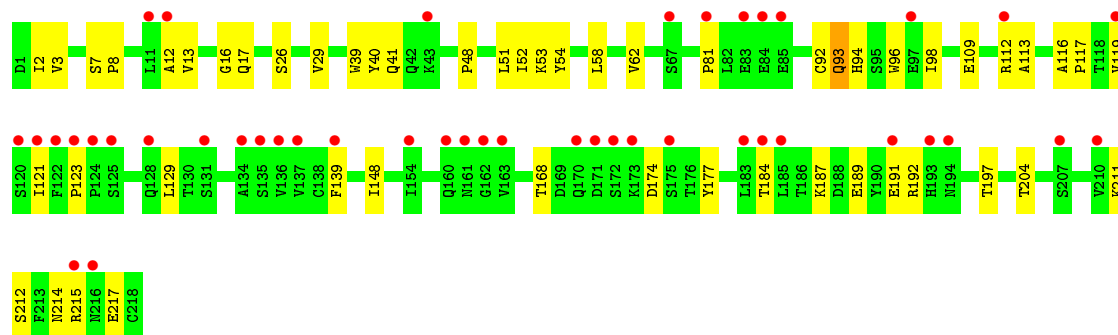 D1 I2 V3 S7 P8 L11 A12 V13 G16 Q17 S26 V29 W39 Y40 Q41 Q42 K43 P48 L51 I52 K53 Y54 L58 V62 S67 P81 L82 E83 E84 E85 C92 Q93 H94 S95 W96 E97 I98 E109 R112 A113 A116 P117 T118 V119
S120 I121 F122 P123 P124 S125 Q128 L129 T130 S131 A134 S135 V136 V137 C138 F139 I148 I154 Q160 N161 G162 V163 T168 D169 Q170 D171 S172 K173 D174 S175 T176 Y177 L183 T184 L185 T186 K187 D188 E189 Y190 E191 R192 H193 N194 T197 T204 S207 V210 K211
S212 F213 N214 R215 N216 E217 C218